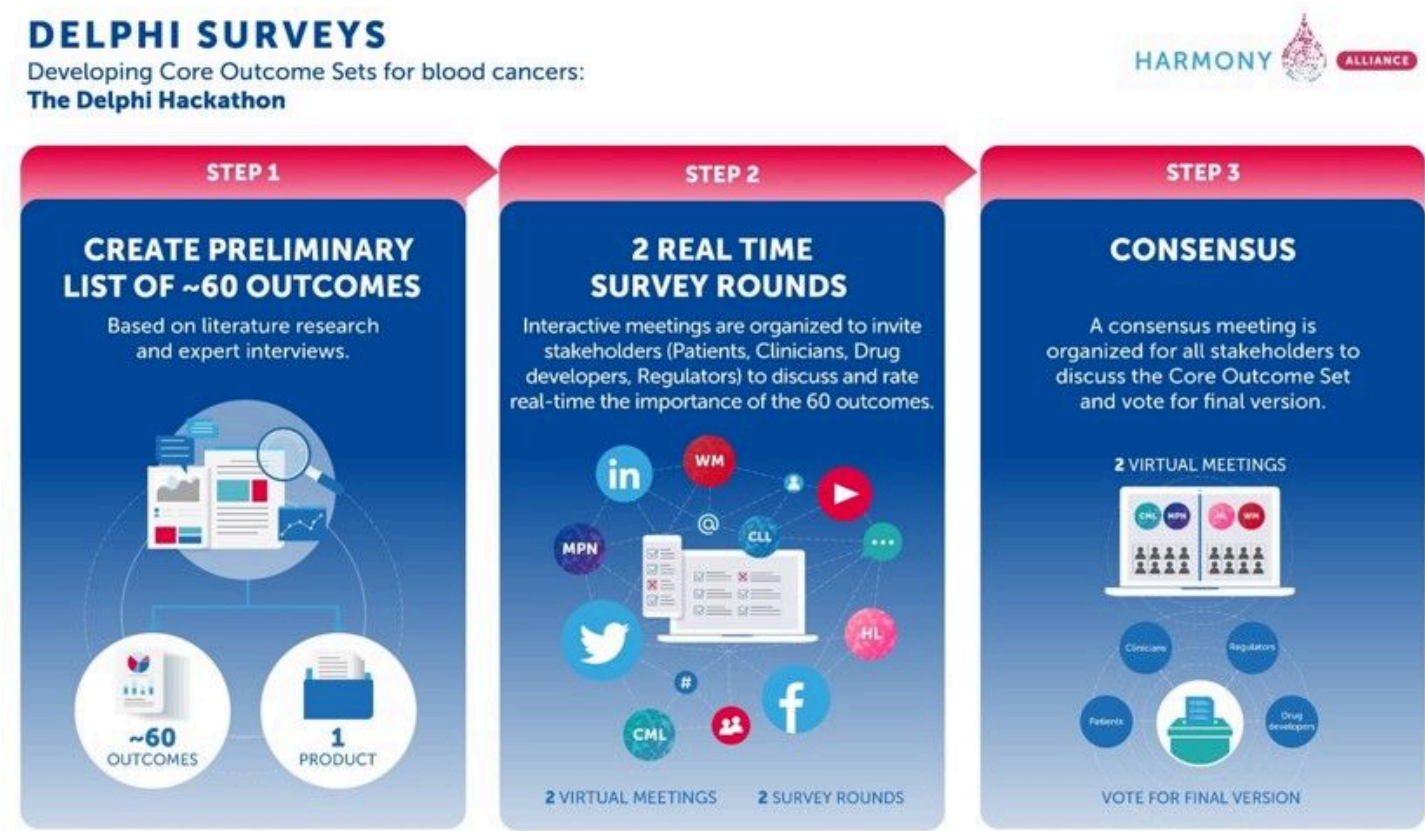 DELPHI SURVEYS
Developing Core Outcome Sets for blood cancers:
The Delphi Hackathon
HARMONY ALLIANCE
STEP 1
CREATE PRELIMINARY
LIST OF ~60 OUTCOMES
Based on literature research
and expert interviews.
~60
OUTCOMES
1
PRODUCT
STEP 2
2 REAL TIME
SURVEY ROUNDS
Interactive meetings are organized to invite
stakeholders (Patients, Clinicians, Drug
developers, Regulators) to discuss and rate
real-time the importance of the 60 outcomes.
in
WM
@
CLL
MPN
HL
#
f
CML
2 VIRTUAL MEETINGS
2 SURVEY ROUNDS
STEP 3
CONSENSUS
A consensus meeting is
organized for all stakeholders to
discuss the Core Outcome Set
and vote for final version.
2 VIRTUAL MEETINGS
CML MPN HL WM
Clinicians
Regulators
Patients
Drug
developers
VOTE FOR FINAL VERSION